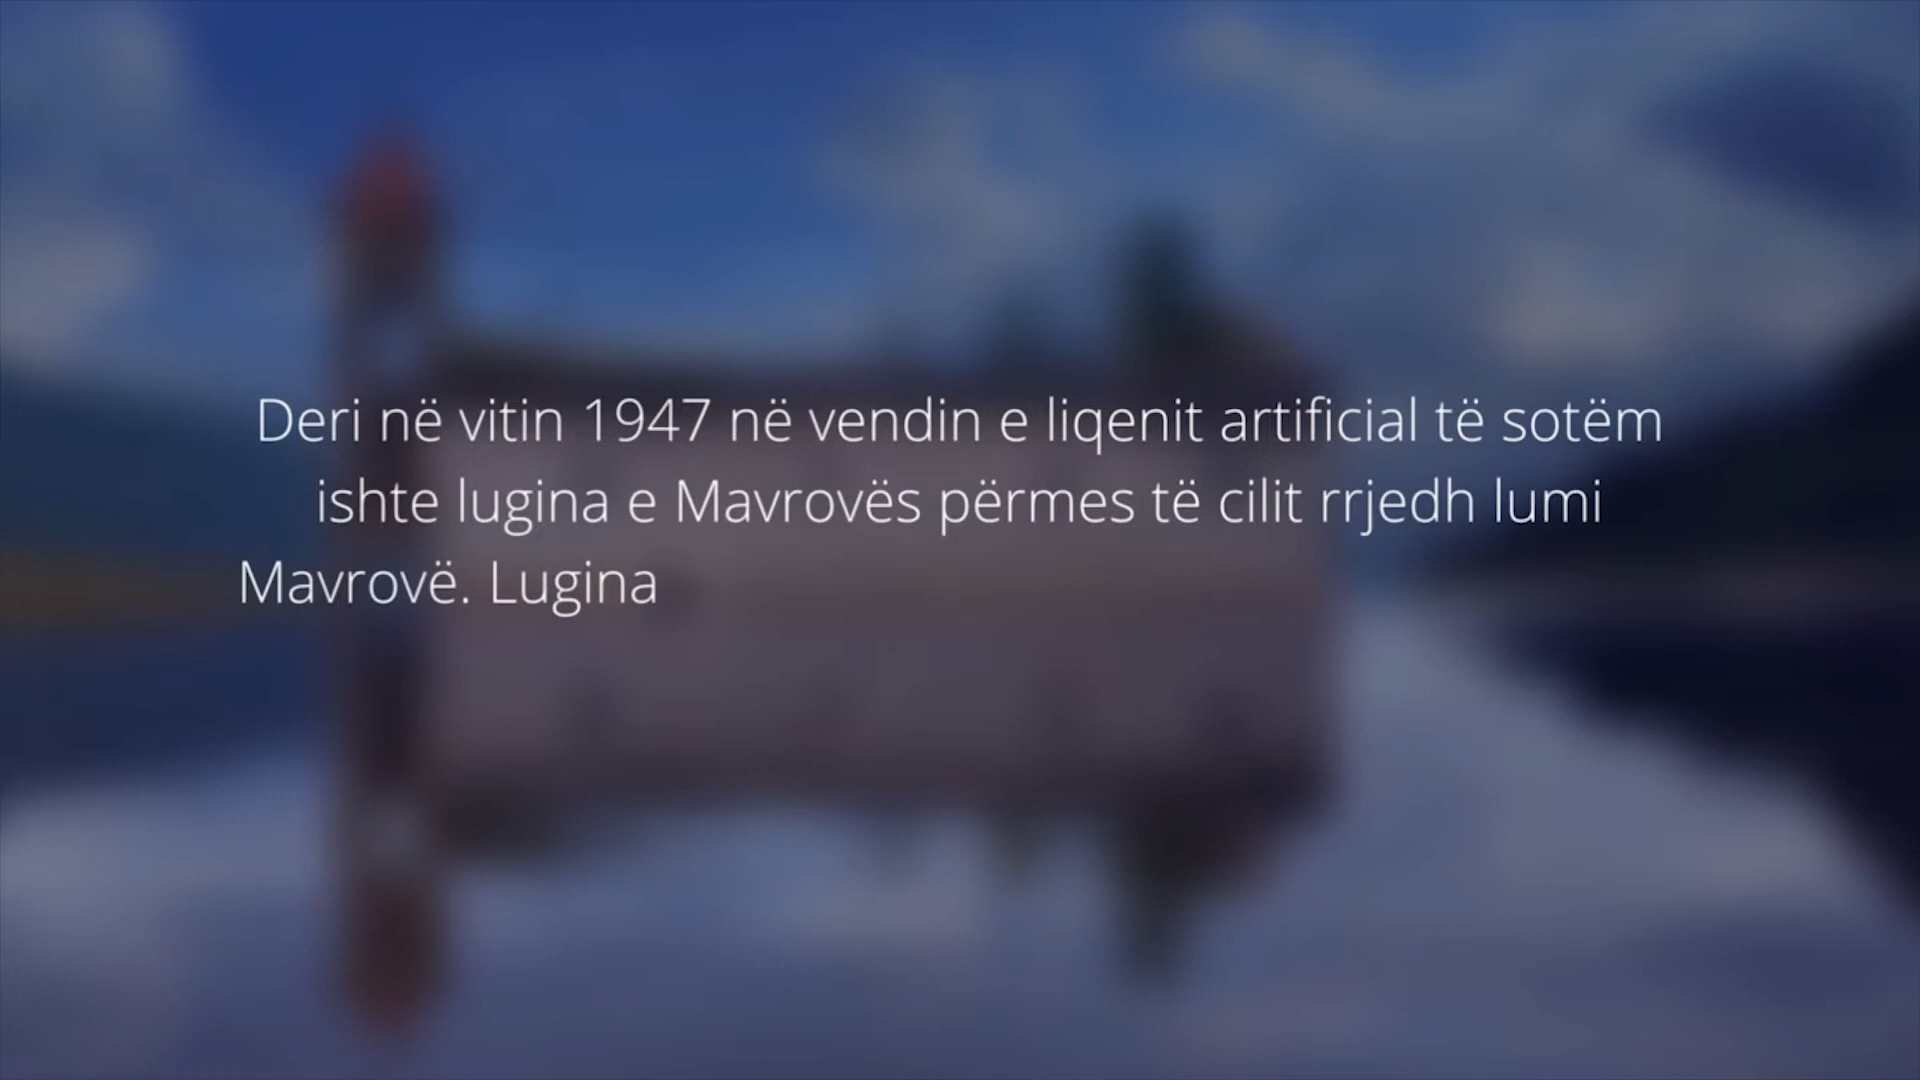 Deri në vitin 1947 në vendin e liqenit artificial të sotëm
ishte lugina e Mavrovës përmes të cilit rrjedh lumi
Mavrovë. Lugina